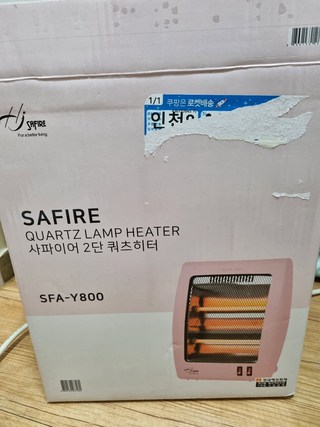 Hj SAFIRE
For a better living.
1/1 쿠팡은 로켓배송
인천
SAFIRE
QUARTZ LAMP HEATER
사파이어 2단 쿼츠히터
SFA-Y800